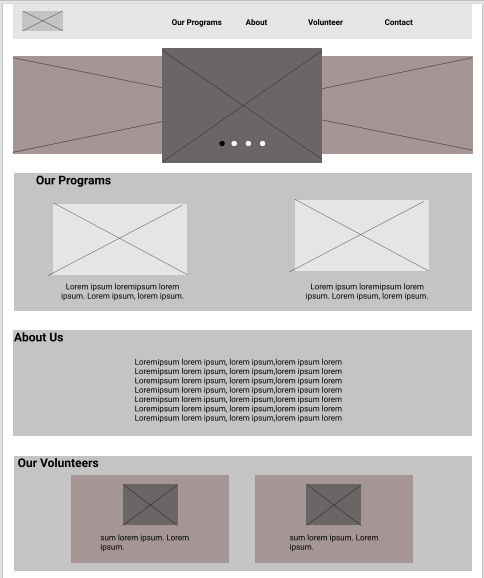 Our Programs About Volunteer Contact
Our Programs
Lorem ipsum loremipsum lorem
ipsum. Lorem ipsum, lorem ipsum.
Lorem ipsum loremipsum lorem
ipsum. Lorem ipsum, lorem ipsum.
About Us
Loremipsum lorem ipsum, lorem ipsum,lorem ipsum lorem
Loremipsum lorem ipsum, lorem ipsum,lorem ipsum lorem
Loremipsum lorem ipsum, lorem ipsum,lorem ipsum lorem
Loremipsum lorem ipsum, lorem ipsum,lorem ipsum lorem
Loremipsum lorem ipsum, lorem ipsum,lorem ipsum lorem
Loremipsum lorem ipsum, lorem ipsum,lorem ipsum lorem
Loremipsum lorem ipsum, lorem ipsum,lorem ipsum lorem
Our Volunteers
sum lorem ipsum. Lorem
ipsum.
sum lorem ipsum. Lorem
ipsum.